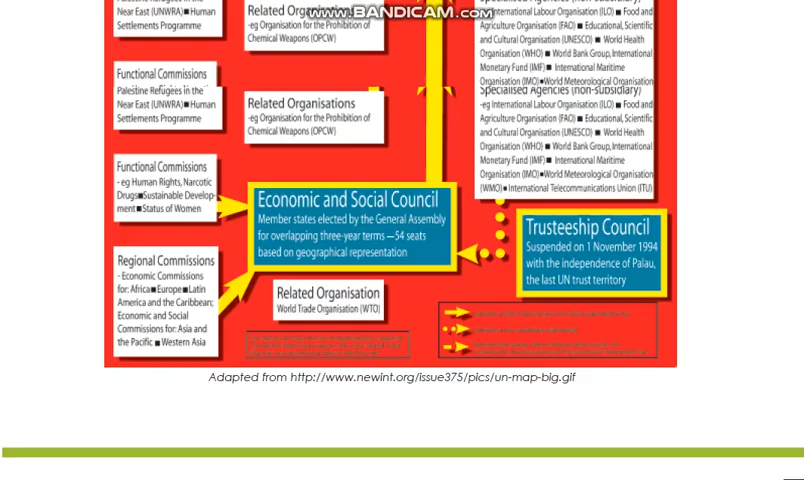 Palestine Refugees in the
Near East (UNWRA)■Human
Settlements Programme
Related Organisations
-eg Organisation for the Prohibition of
Chemical Weapons (OPCW)
www.BANDICAM.com
Specialised Agencies (non-subsidiary)
International Labour Organisation (ILO) ■ Food and
Agriculture Organisation (FAO) ■ Educational, Scientific
and Cultural Organisation (UNESCO) ■ World Health
Organisation (WHO) ■ World Bank Group, International
Monetary Fund (IMF)■ International Maritime
Organisation (IMO)■World Meteorological Organisation
Functional Commissions
Palestine Refugees in the
Near East (UNWRA)■Human
Settlements Programme
Related Organisations
-eg Organisation for the Prohibition of
Chemical Weapons (OPCW)
Specialised Agencies (non-subsidiary)
-eg International Labour Organisation (ILO) ■ Food and
Agriculture Organisation (FAO) ■ Educational, Scientific
and Cultural Organisation (UNESCO) ■ World Health
Organisation (WHO) ■ World Bank Group, International
Monetary Fund (IMF)■ International Maritime
Organisation (IMO)■World Meteorological Organisation
(WMO)■ International Telecommunications Union (ITU)
Functional Commissions
- eg Human Rights, Narcotic
Drugs■Sustainable Develop-
ment■Status of Women
Economic and Social Council
Member states elected by the General Assembly
for overlapping three-year terms —54 seats
based on geographical representation
Trusteeship Council
Suspended on 1 November 1994
with the independence of Palau,
the last UN trust territory
Regional Commissions
- Economic Commissions
for: Africa■Europe■Latin
America and the Caribbean;
Economic and Social
Commissions for: Asia and
the Pacific ■ Western Asia
Related Organisation
World Trade Organisation (WTO)
Adapted from http://www.newint.org/issue375/pics/un-map-big.gif